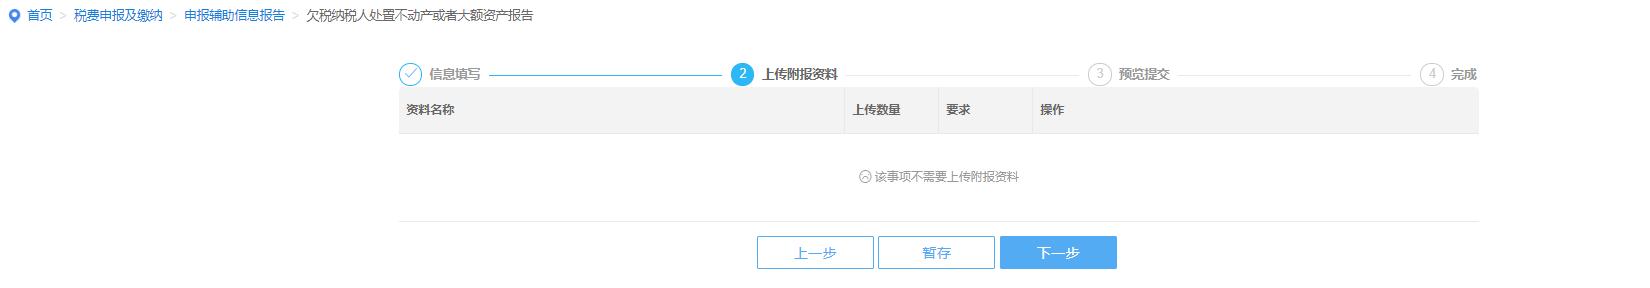 首页 > 税费申报及缴纳 > 申报辅助信息报告 > 欠税纳税人处置不动产或者大额资产报告
信息填写 2 上传附报资料 3 预览提交 4 完成
资料名称 上传数量 要求 操作
该事项不需要上传附报资料
上一步 暂存 下一步